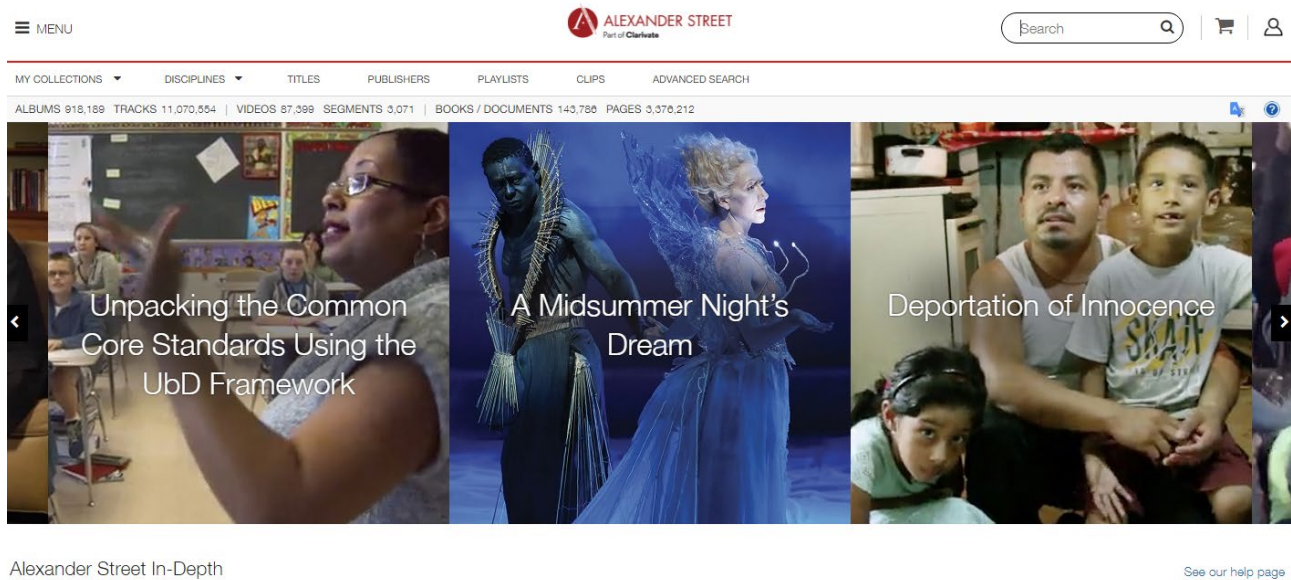 MENU
ALEXANDER STREET
Part of Clarivate
Search
MY COLLECTIONS DISCIPLINES TITLES PUBLISHERS PLAYLISTS CLIPS ADVANCED SEARCH
ALBUMS 918,189 TRACKS 11,070,554 | VIDEOS 87,399 SEGMENTS 3,071 | BOOKS / DOCUMENTS 143,786 PAGES 3,376,212
Unpacking the Common
Core Standards Using the
UbD Framework
A Midsummer Night's
Dream
Deportation of Innocence
Alexander Street In-Depth
See our help page